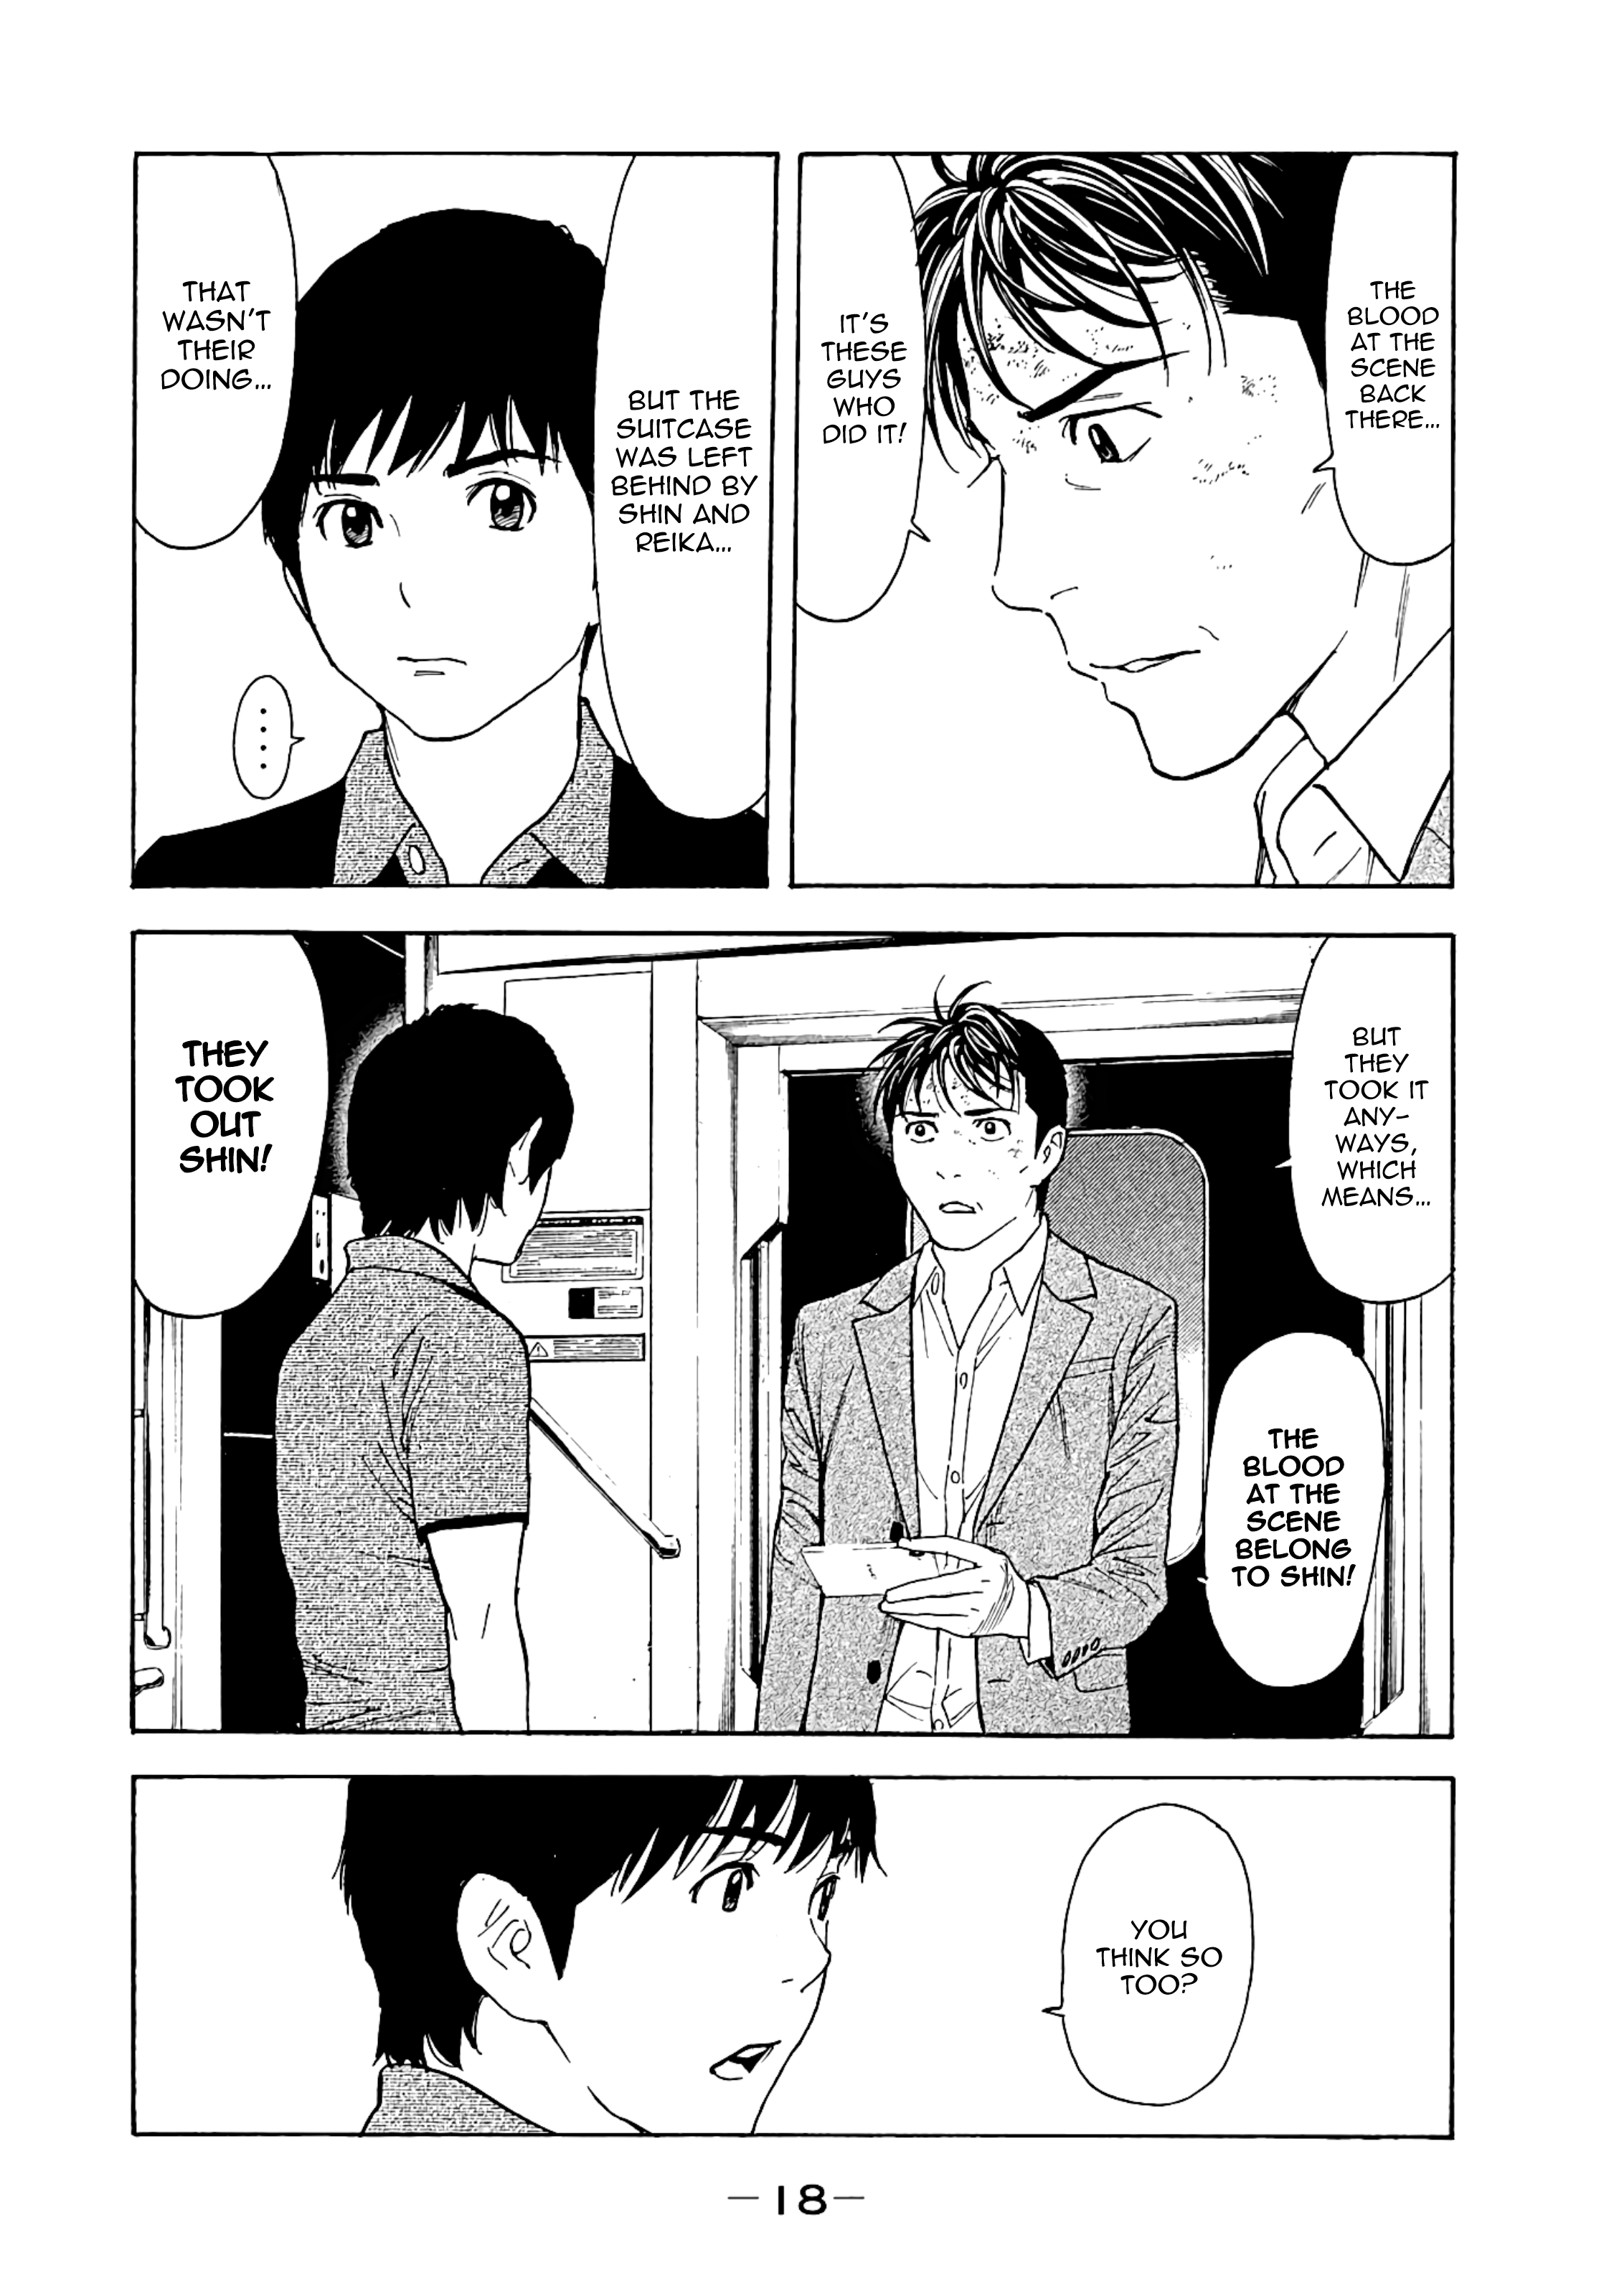 THE
BLOOD
AT THE
SCENE
BACK
THERE...
IT'S
THESE
GUYS
WHO
DID IT!
BUT THE
SUITCASE
WAS LEFT
BEHIND BY
SHIN AND
REIKA...
THAT
WASN'T
THEIR
DOING...
....
BUT
THEY
TOOK IT
ANY-
WAYS,
WHICH
MEANS...
THE
BLOOD
AT THE
SCENE
BELONG
TO SHIN!
THEY
TOOK
OUT
SHIN!
YOU
THINK SO
TOO?
—18—